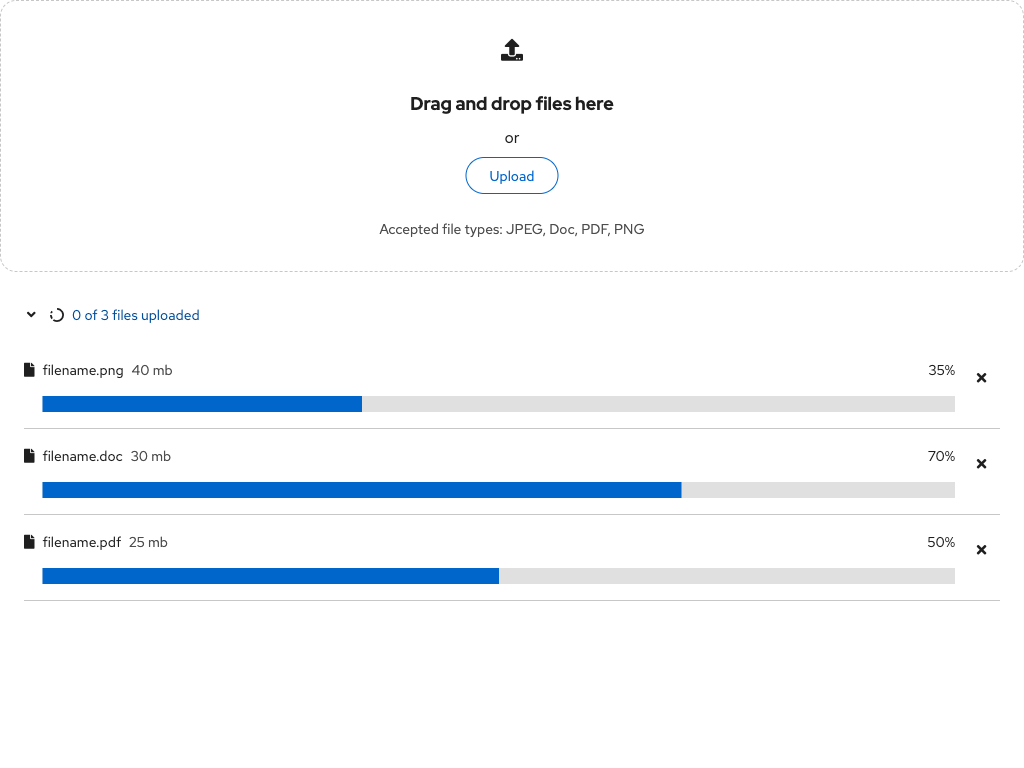 Drag and drop files here
or
Upload
Accepted file types: JPEG, Doc, PDF, PNG
0 of 3 files uploaded
filename.png 40 mb 35%
filename.doc 30 mb 70%
filename.pdf 25 mb 50%